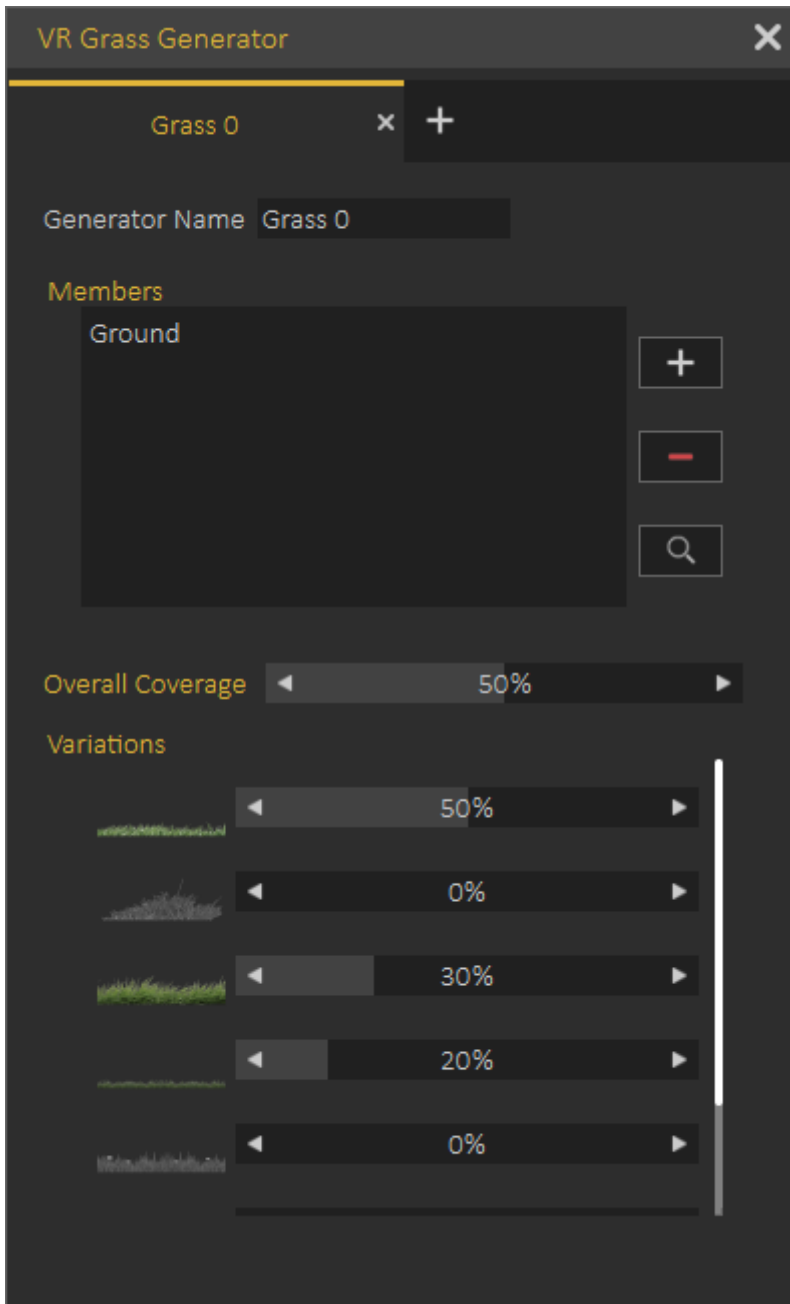 VR Grass Generator
Grass 0
Generator Name Grass 0
Members
Ground
Overall Coverage 50%
Variations
50%
0%
30%
20%
0%